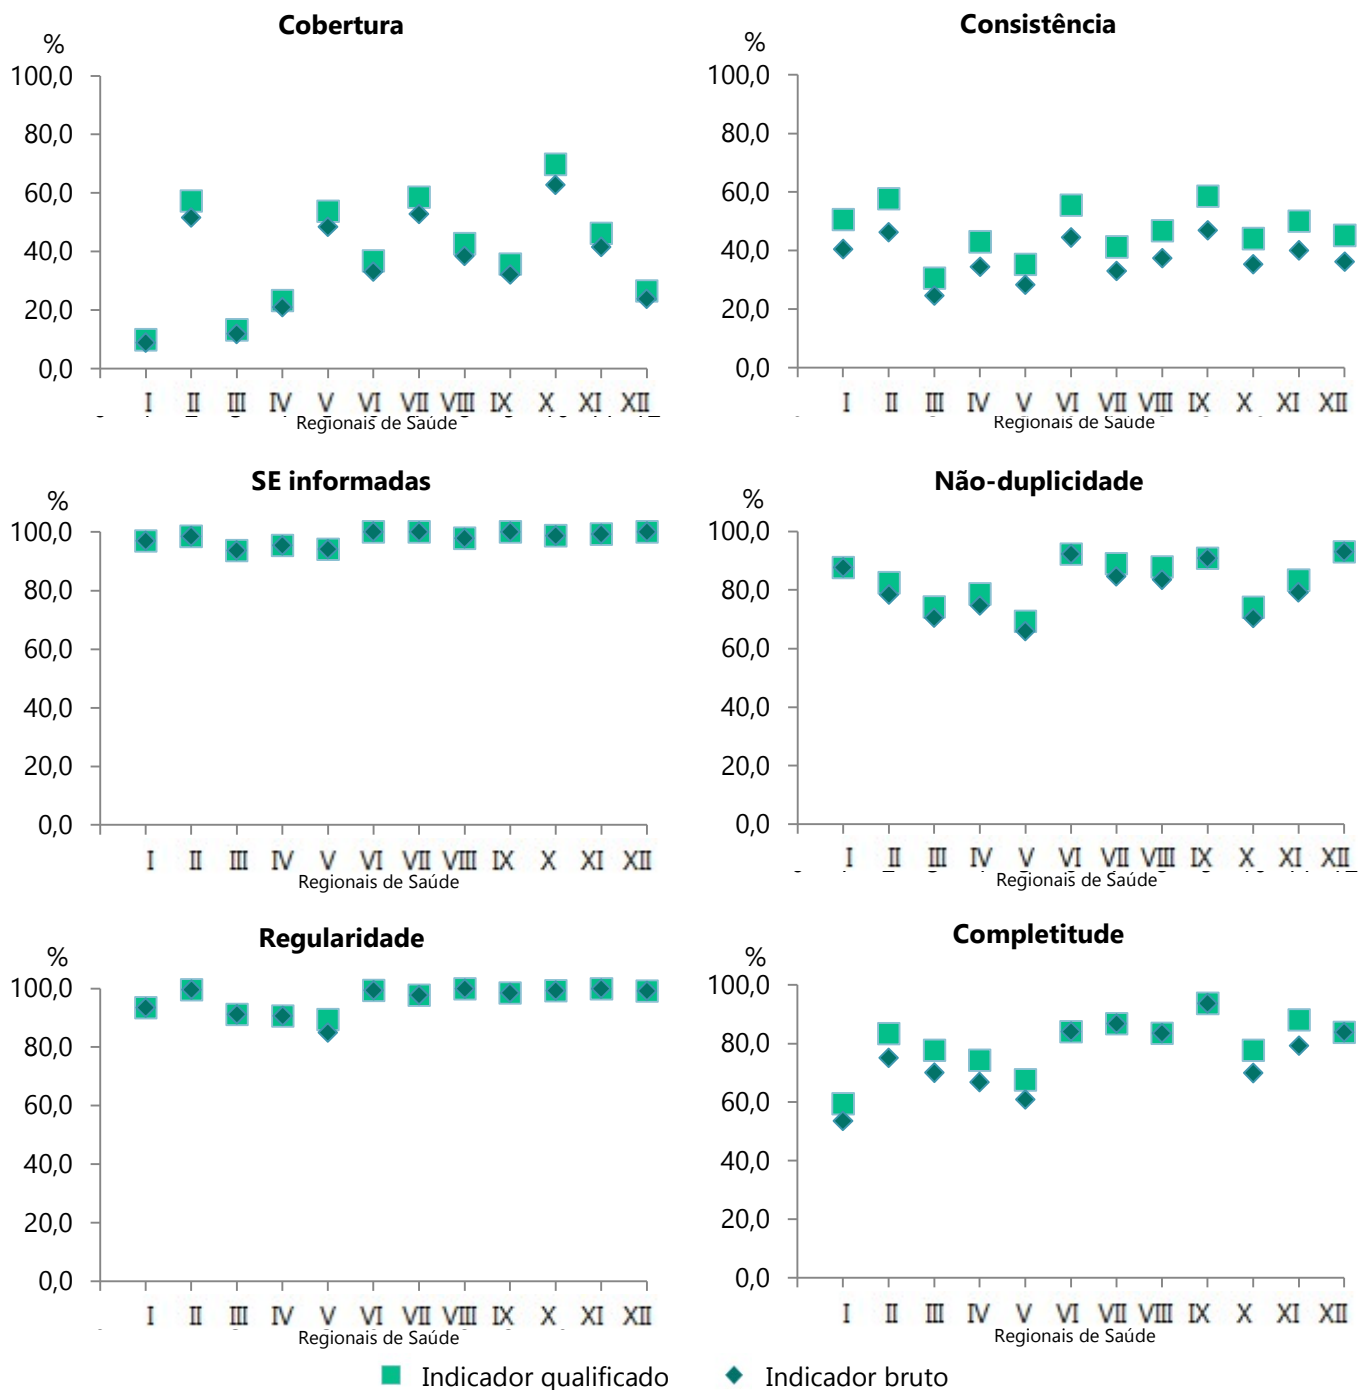 Cobertura
%
100,0
80,0
60,0
40,0
20,0
0,0
I II III IV V VI VII VIII IX X XI XII
Regionais de Saúde
Consistência
%
100,0
80,0
60,0
40,0
20,0
0,0
I II III IV V VI VII VIII IX X XI XII
Regionais de Saúde
SE informadas
%
100,0
80,0
60,0
40,0
20,0
0,0
I II III IV V VI VII VIII IX X XI XII
Regionais de Saúde
Não-duplicidade
%
100,0
80,0
60,0
40,0
20,0
0,0
I II III IV V VI VII VIII IX X XI XII
Regionais de Saúde
Regularidade
%
100,0
80,0
60,0
40,0
20,0
0,0
I II III IV V VI VII VIII IX X XI XII
Regionais de Saúde
Completitude
%
100,0
80,0
60,0
40,0
20,0
0,0
I II III IV V VI VII VIII IX X XI XII
Regionais de Saúde
Indicador qualificado Indicador bruto